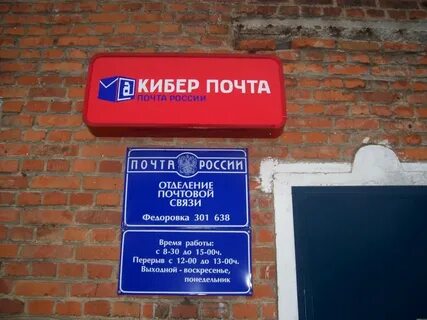 @
КИБЕР ПОЧТА
ПОЧТА РОССИИ
ПОЧТА РОССИИ
ОТДЕЛЕНИЕ
ПОЧТОВОЙ
СВЯЗИ
Федоровка 301 638
Время работы:
с 8-30 до 15-00ч.
Перерыв с 12-00 до 13-00ч.
Выходной - воскресенье,
понедельник